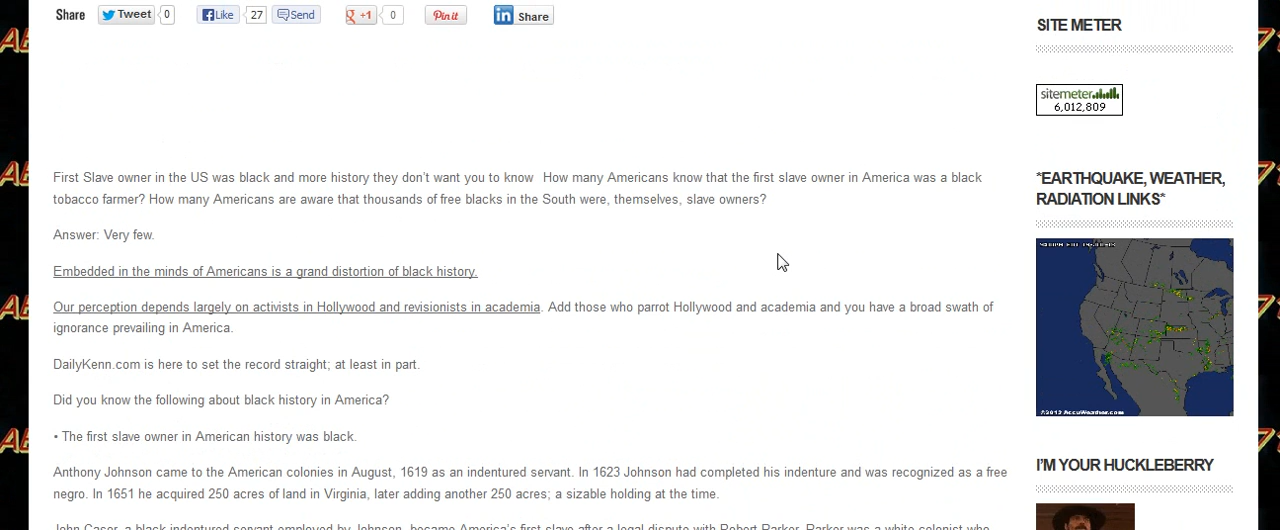 Share Tweet 0 Like 27 Send +1 0 Pin it in Share
SITE METER
sitemeter
6,012,809
First Slave owner in the US was black and more history they don't want you to know  How many Americans know that the first slave owner in America was a black
tobacco farmer? How many Americans are aware that thousands of free blacks in the South were, themselves, slave owners?
Answer: Very few.
Embedded in the minds of Americans is a grand distortion of black history.
Our perception depends largely on activists in Hollywood and revisionists in academia. Add those who parrot Hollywood and academia and you have a broad swath of
ignorance prevailing in America.
DailyKenn.com is here to set the record straight; at least in part.
Did you know the following about black history in America?
• The first slave owner in American history was black.
Anthony Johnson came to the American colonies in August, 1619 as an indentured servant. In 1623 Johnson had completed his indenture and was recognized as a free
negro. In 1651 he acquired 250 acres of land in Virginia, later adding another 250 acres; a sizable holding at the time.
John Casor, a black indentured servant employed by Johnson, became America's first slave after a legal dispute with Robert Parker. Parker was a white colonist who
*EARTHQUAKE, WEATHER,
RADIATION LINKS*
©2012 AccuWeather.com
I'M YOUR HUCKLEBERRY